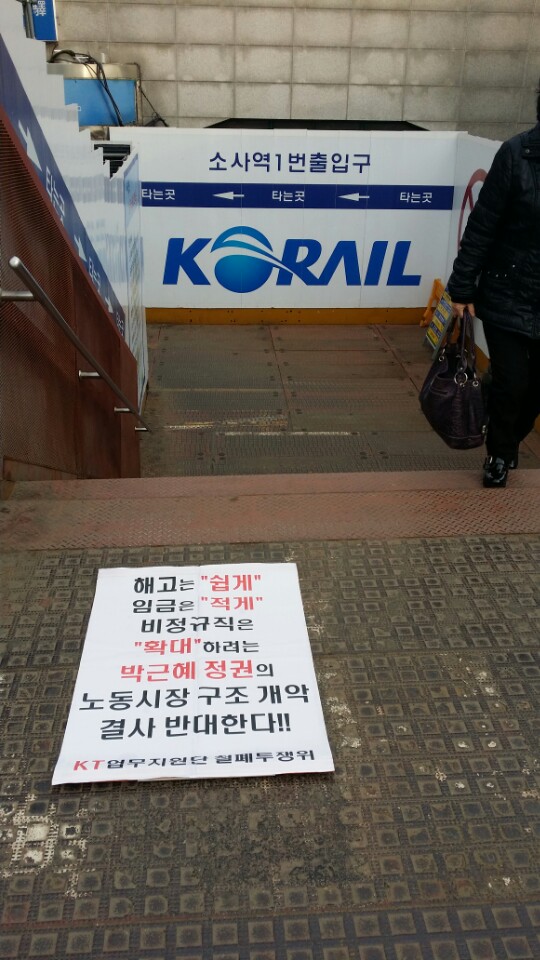 소사역1번출입구
타는곳 타는곳 타는곳
KORAIL
타는곳
해고는 "쉽게"
임금은 "적게"
비정규직은
"확대"하려는
박근혜 정권의
노동시장 구조 개악
결사 반대한다!!
KT업무지원단 철폐투쟁위